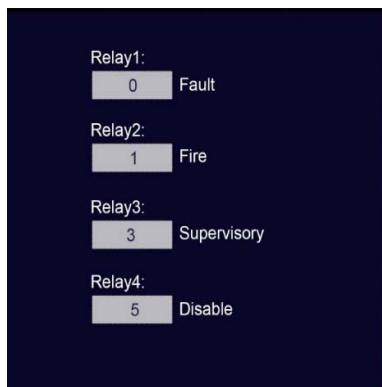 Relay1:
0 Fault
Relay2:
1 Fire
Relay3:
3 Supervisory
Relay4:
5 Disable